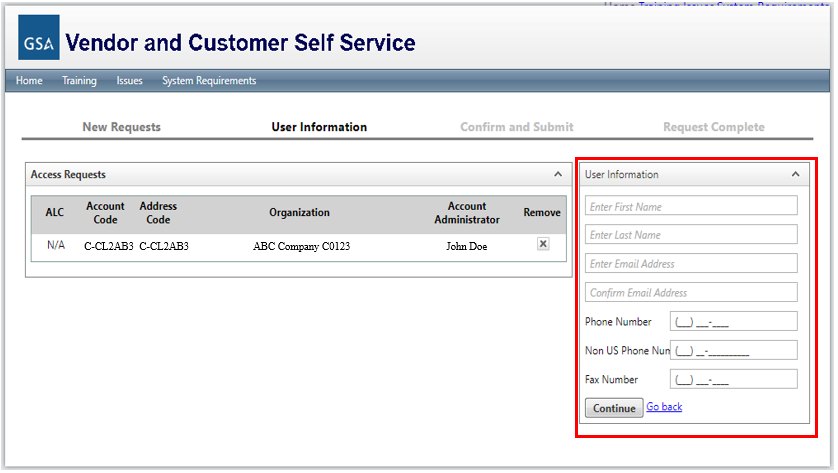 Home Training Issues System Requirements
GSA
Vendor and Customer Self Service
Home Training Issues System Requirements
New Requests User Information Confirm and Submit Request Complete
Access Requests
ALC Account Code Address Code Organization Account Administrator Remove
N/A C-CL2AB3 C-CL2AB3 ABC Company C0123 John Doe X
User Information
Enter First Name
Enter Last Name
Enter Email Address
Confirm Email Address
Phone Number (__) ___-____
Non US Phone Num (__) __-__________
Fax Number (__) ___-____
Continue Go back